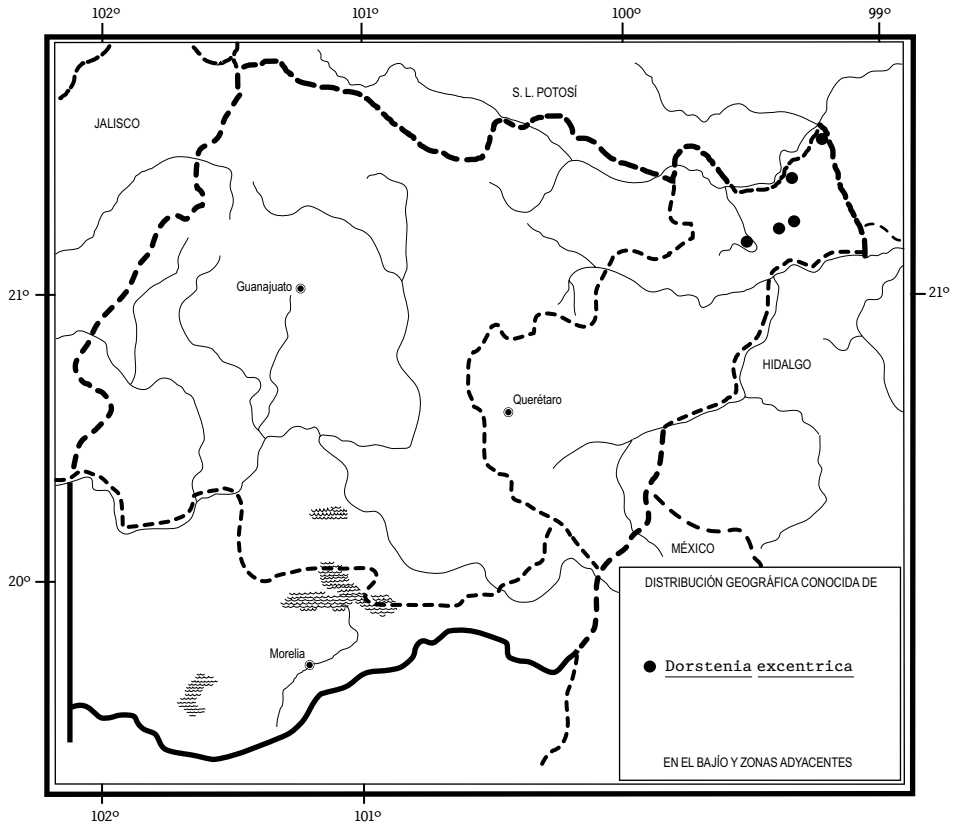 102º 101º 100º 99º
S. L. POTOSÍ
JALISCO
Guanajuato
21º 21º
HIDALGO
Querétaro
MÉXICO
20º
DISTRIBUCIÓN GEOGRÁFICA CONOCIDA DE
Morelia
Dorstenia excentrica
EN EL BAJÍO Y ZONAS ADYACENTES
102º 101º